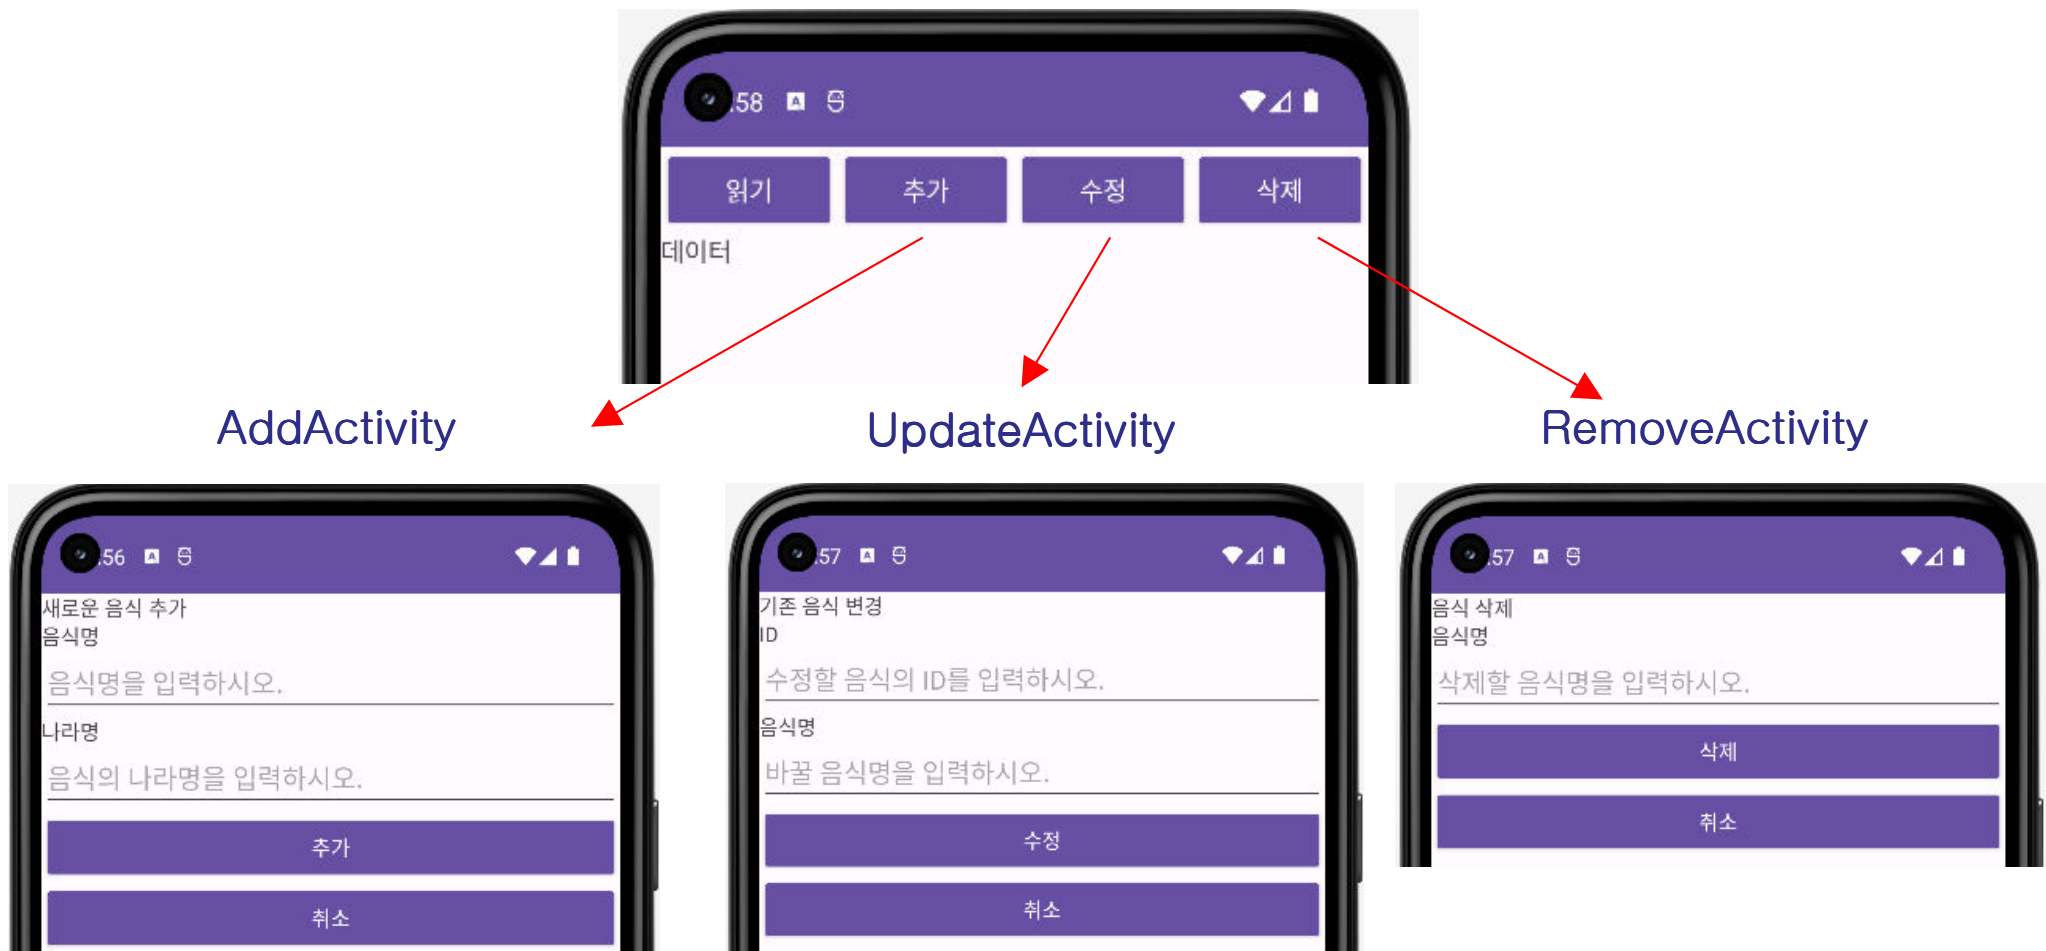 :58
읽기 추가 수정 삭제
데이터
AddActivity
UpdateActivity
RemoveActivity
:56
새로운 음식 추가
음식명
음식명을 입력하시오.
나라명
음식의 나라명을 입력하시오.
추가
취소
:57
기존 음식 변경
ID
수정할 음식의 ID를 입력하시오.
음식명
바꿀 음식명을 입력하시오.
수정
취소
:57
음식 삭제
음식명
삭제할 음식명을 입력하시오.
삭제
취소